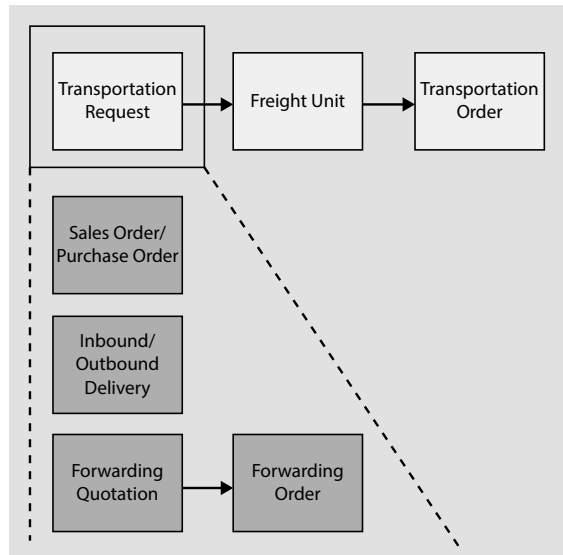 Transportation
Request
Freight Unit
Transportation
Order
Sales Order/
Purchase Order
Inbound/
Outbound
Delivery
Forwarding
Quotation
Forwarding
Order